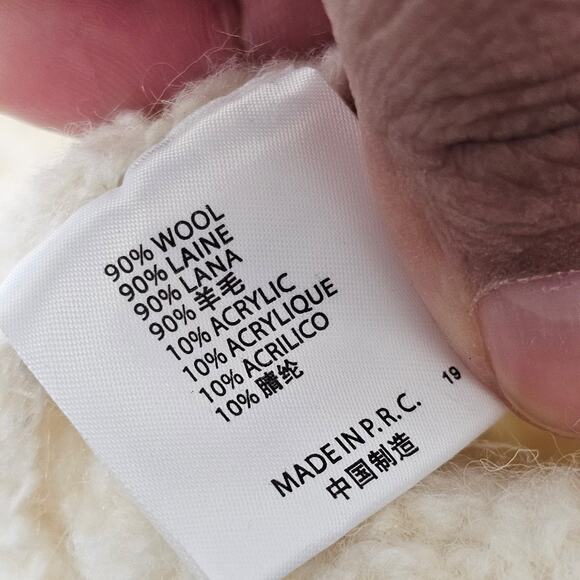 90% WOOL
90% LAINE
90% LANA
90% 羊毛
10% ACRYLIC
10% ACRYLIQUE
10% ACRILICO
10% 腈纶
19
MADE IN P. R. C.
中国制造